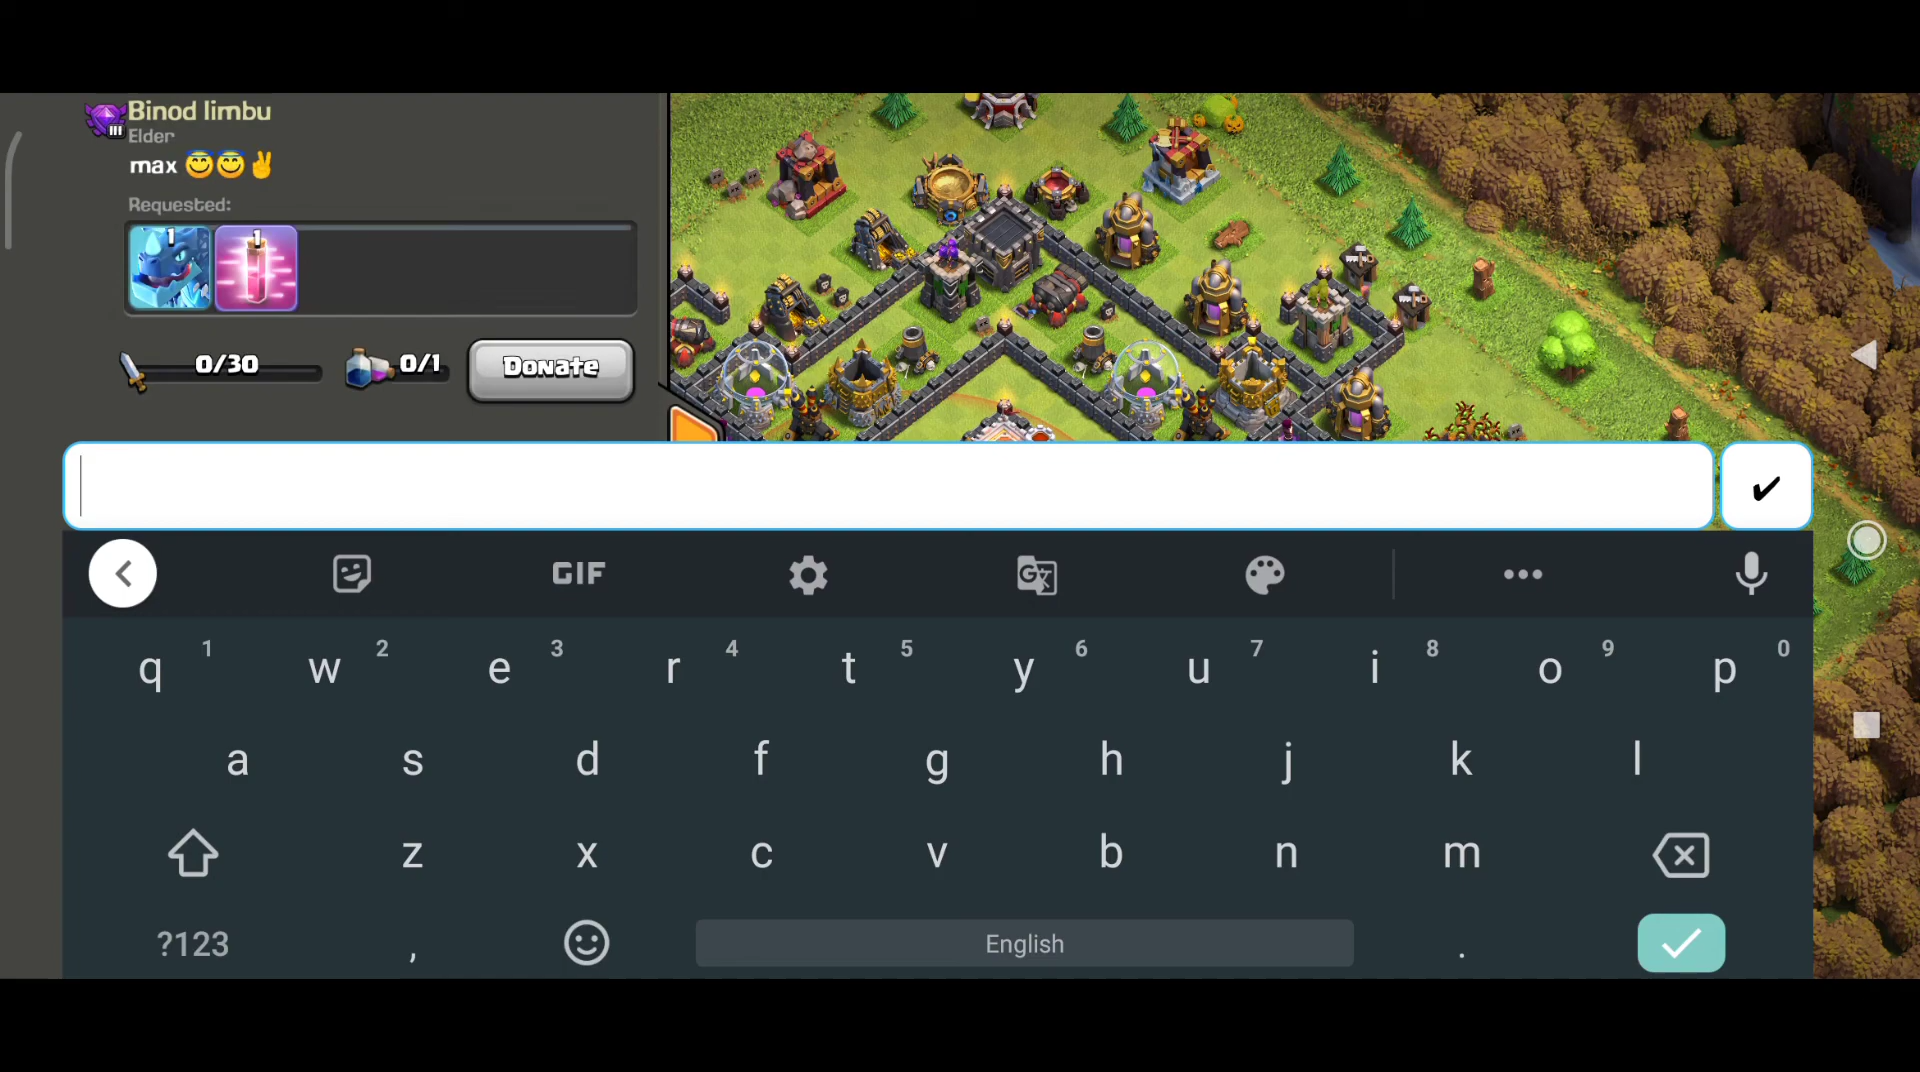 Binod limbu
III
Elder
max 😇😇✌
Requested:
1 1
0/30 0/1 Donate
✔
GIF G
q 1 w 2 e 3 r 4 t 5 y 6 u 7 i 8 o 9 p 0
a s d f g h j k l
z x c v b n m
?123 , English .